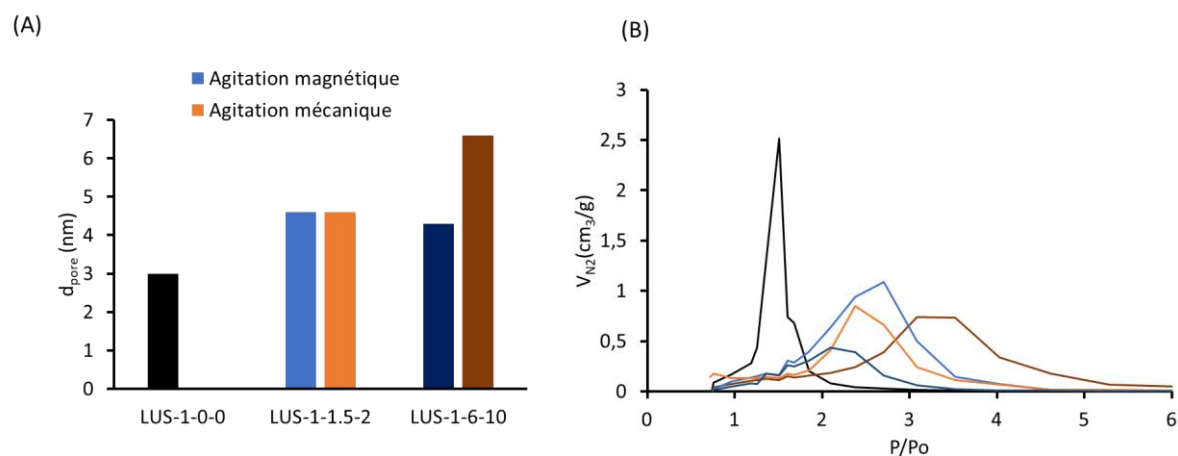 (A)
Agitation magnétique
Agitation mécanique
7
6
5
4
3
2
1
0
d_pore (nm)
LUS-1-0-0 LUS-1-1.5-2 LUS-1-6-10
(B)
3
2,5
2
1,5
1
0,5
0
V_N2(cm_3/g)
0 1 2 3 4 5 6
P/Po